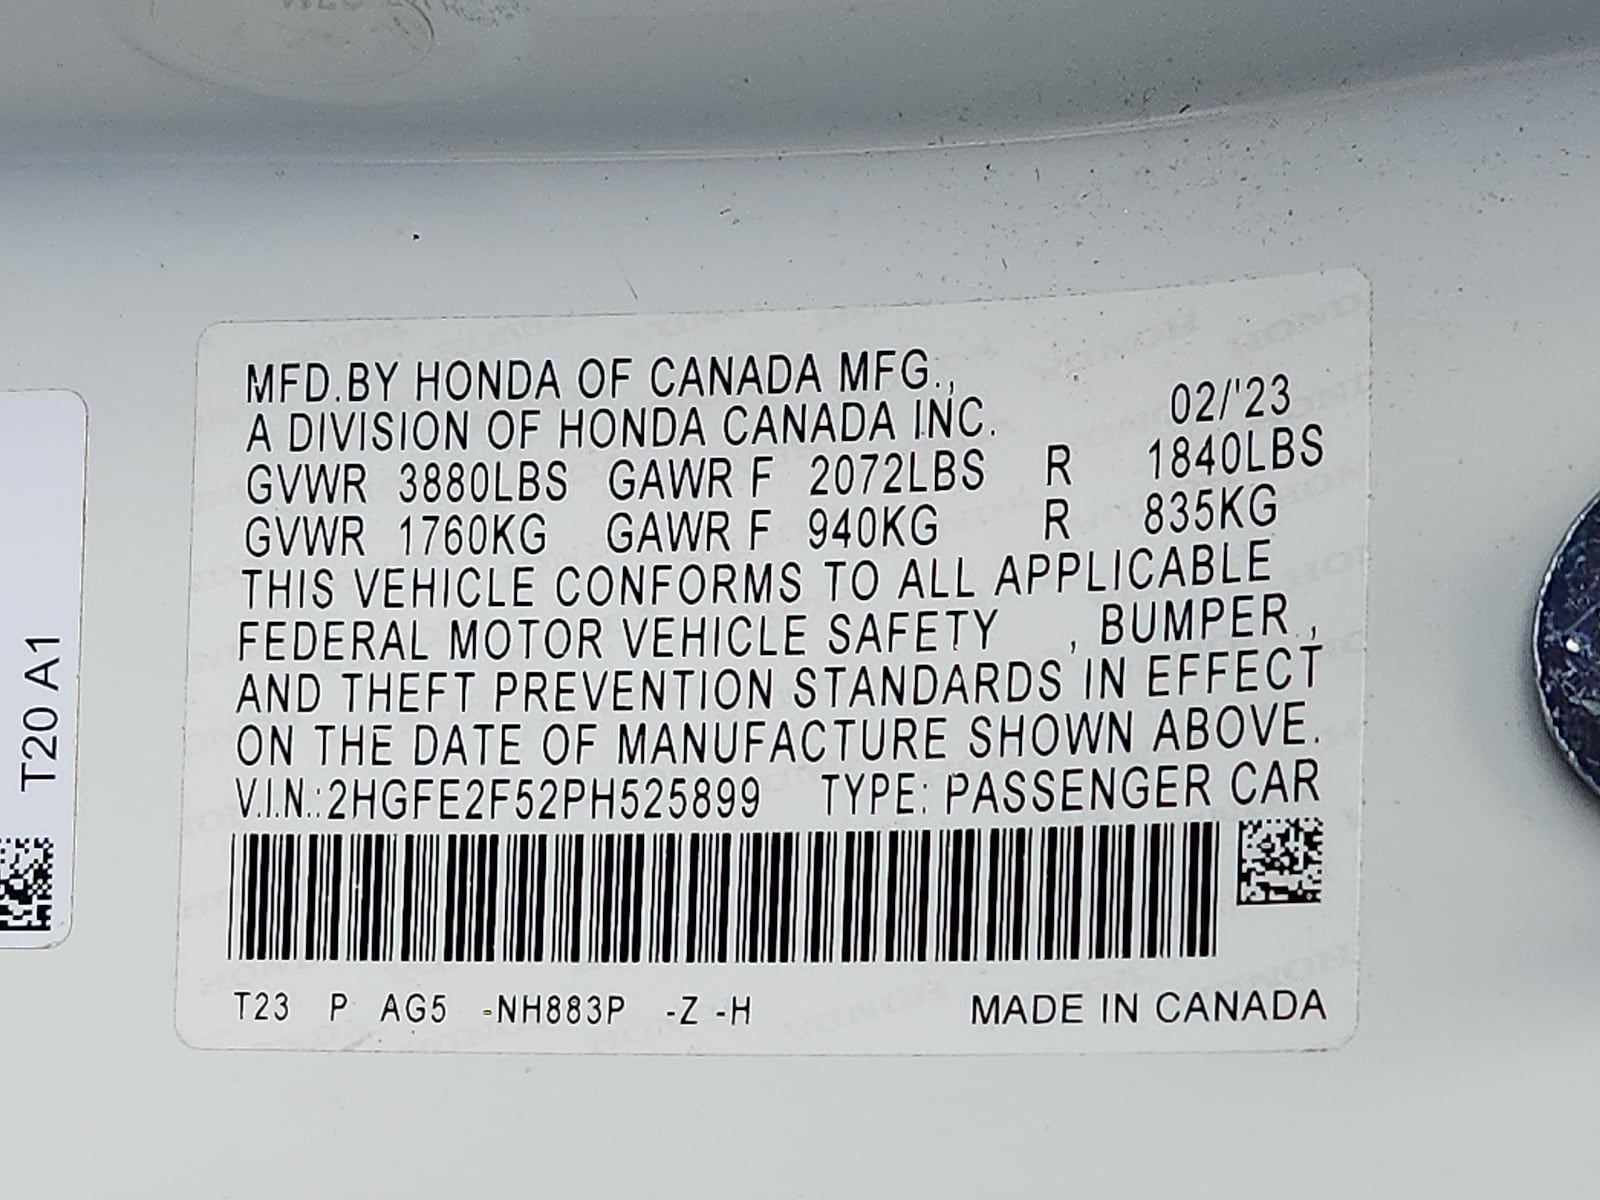 MFD.BY HONDA OF CANADA MFG.,
A DIVISION OF HONDA CANADA INC. 02/'23
GVWR 3880LBS GAWR F 2072LBS R 1840LBS
GVWR 1760KG GAWR F 940KG R 835KG
THIS VEHICLE CONFORMS TO ALL APPLICABLE
FEDERAL MOTOR VEHICLE SAFETY , BUMPER ,
AND THEFT PREVENTION STANDARDS IN EFFECT
ON THE DATE OF MANUFACTURE SHOWN ABOVE.
V.I.N.:2HGFE2F52PH525899 TYPE: PASSENGER CAR
T23 P AG5 -NH883P -Z -H MADE IN CANADA
T20 A1